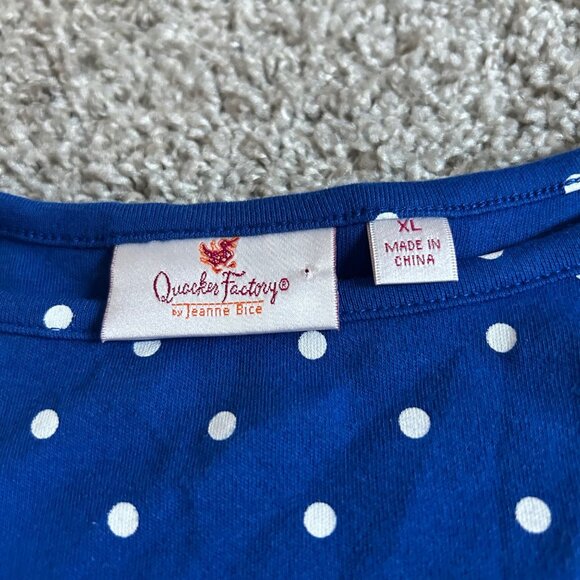 Quacker Factory®
by Jeanne Bice
XL
MADE IN
CHINA